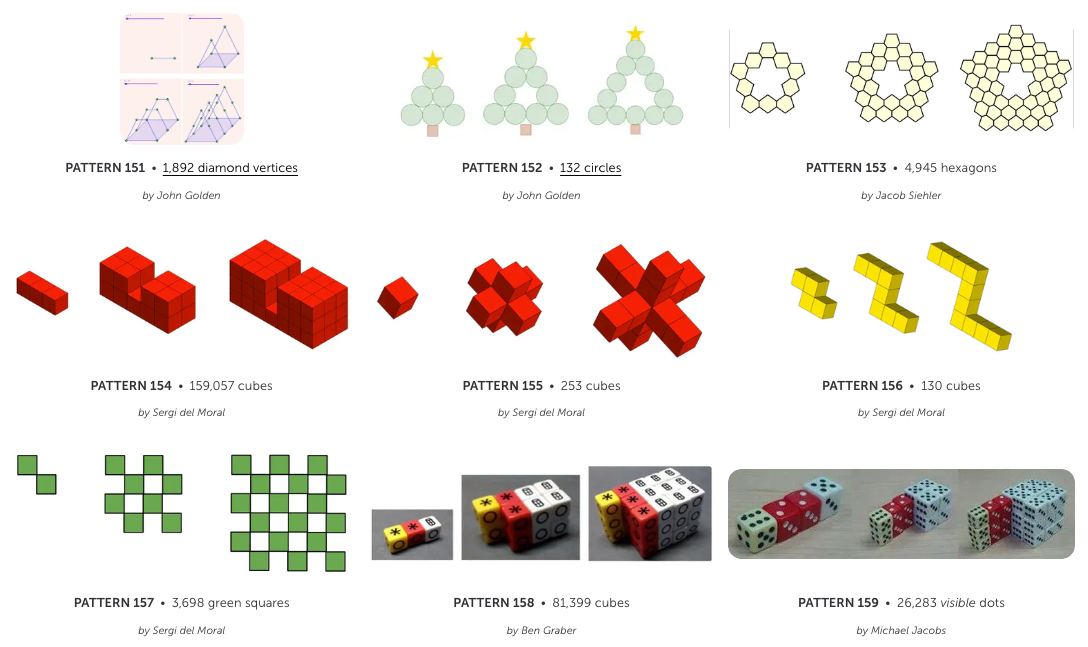 PATTERN 151 • 1,892 diamond vertices
by John Golden
PATTERN 152 • 132 circles
by John Golden
PATTERN 153 • 4,945 hexagons
by Jacob Siehler
PATTERN 154 • 159,057 cubes
by Sergi del Moral
PATTERN 155 • 253 cubes
by Sergi del Moral
PATTERN 156 • 130 cubes
by Sergi del Moral
PATTERN 157 • 3,698 green squares
by Sergi del Moral
PATTERN 158 • 81,399 cubes
by Ben Graber
PATTERN 159 • 26,283 visible dots
by Michael Jacobs